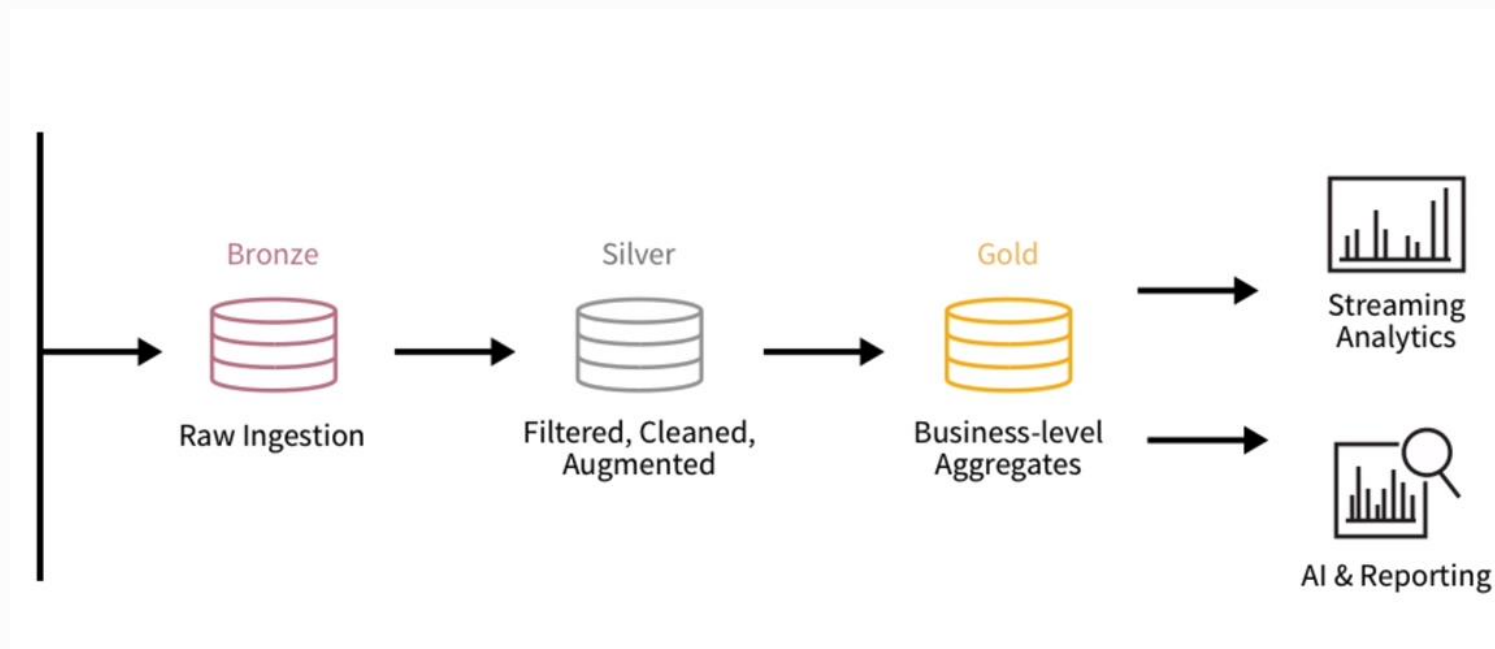 Bronze
Raw Ingestion
Silver
Filtered, Cleaned,
Augmented
Gold
Business-level
Aggregates
Streaming
Analytics
AI & Reporting